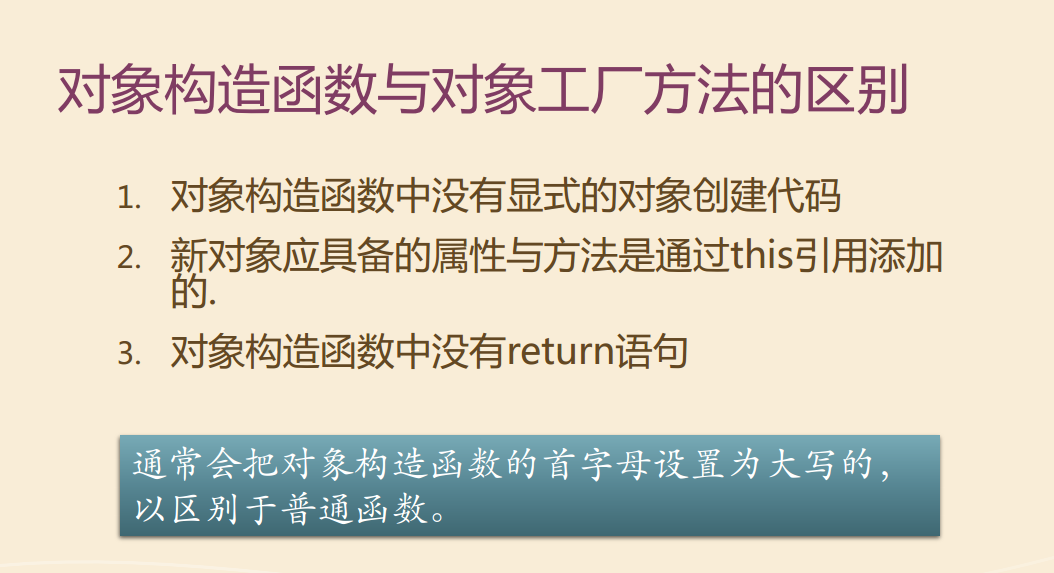 对象构造函数与对象工厂方法的区别
1. 对象构造函数中没有显式的对象创建代码
2. 新对象应具备的属性与方法是通过this引用添加
的.
3. 对象构造函数中没有return语句
通常会把对象构造函数的首字母设置为大写的，
以区别于普通函数。